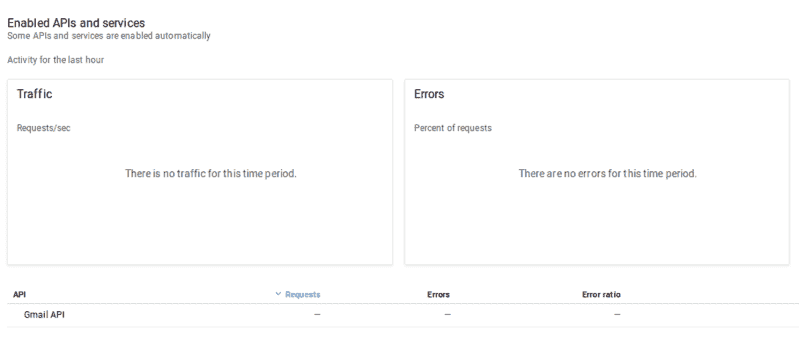 Enabled APIs and services
Some APIs and services are enabled automatically
Activity for the last hour
Traffic
Requests/sec
There is no traffic for this time period.
Errors
Percent of requests
There are no errors for this time period.
API Requests Errors Error ratio
Gmail API — — —